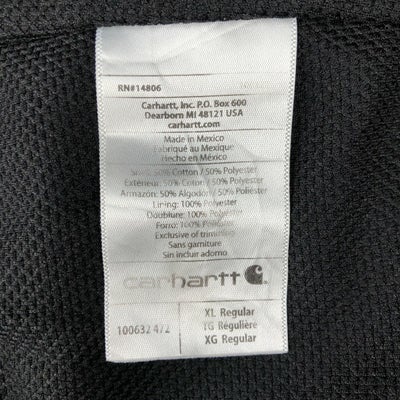 RN#14806
Carhartt, Inc. P.O. Box 600
Dearborn MI 48121 USA
carhartt.com
Made in Mexico
Fabriqué au Mexique
Hecho en México
Shell: 50% Cotton / 50% Polyester
Extérieur: 50% Coton / 50% Polyester
Armazon: 50% Algodón / 50% Poliéster
Lining: 100% Polyester
Doublure: 100% Polyester
Forro: 100% Poliéster
Exclusive of trimming
Sans garniture
Sin incluir adorno
carhartt
100632 472
XL Regular
TG Régulière
XG Regular